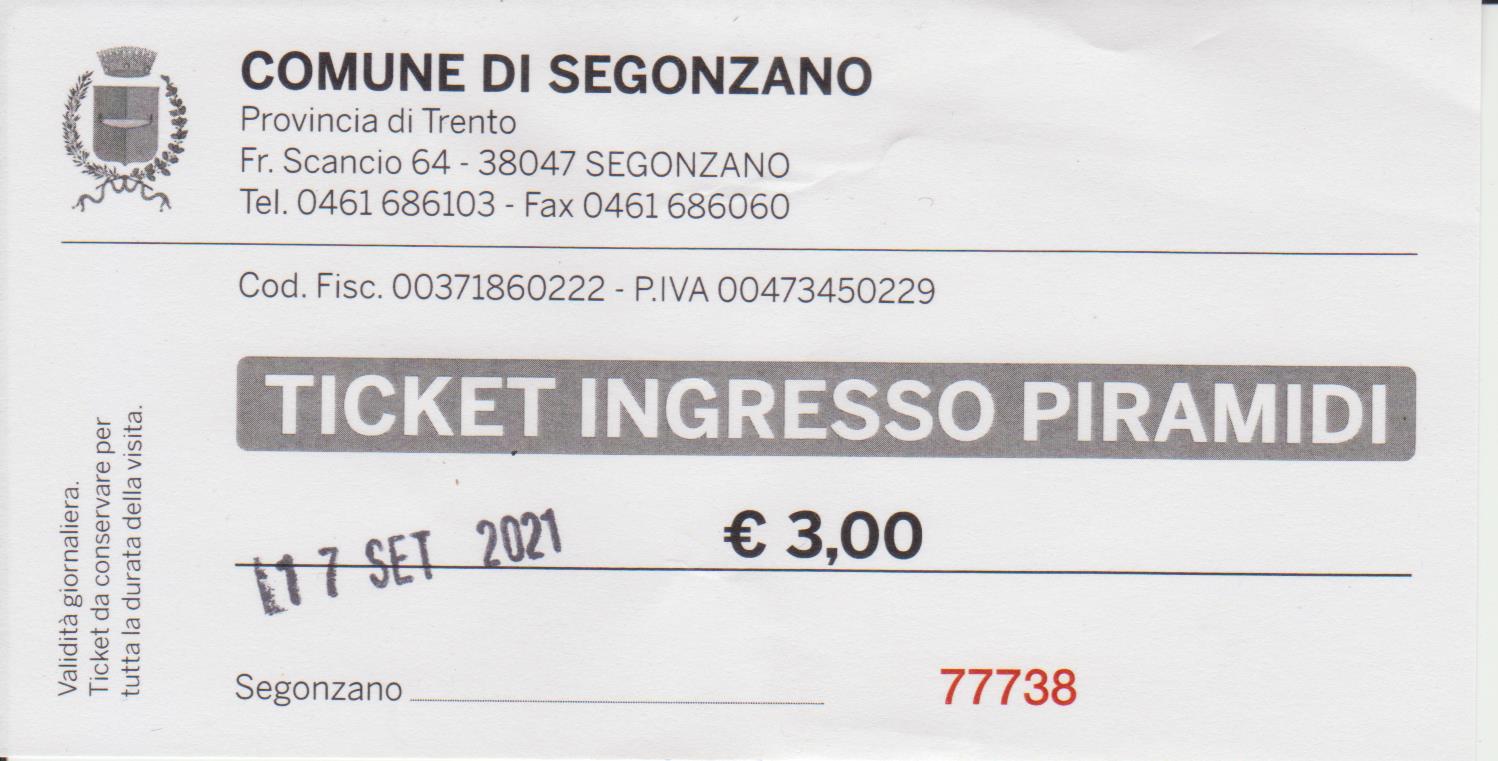 COMUNE DI SEGONZANO
Provincia di Trento
Fr. Scancio 64 - 38047 SEGONZANO
Tel. 0461 686103 - Fax 0461 686060
Cod. Fisc. 00371860222 - P.IVA 00473450229
TICKET INGRESSO PIRAMIDI
€ 3,00
17 SET 2021
Segonzano
77738
Validità giornaliera.
Ticket da conservare per
tutta la durata della visita.